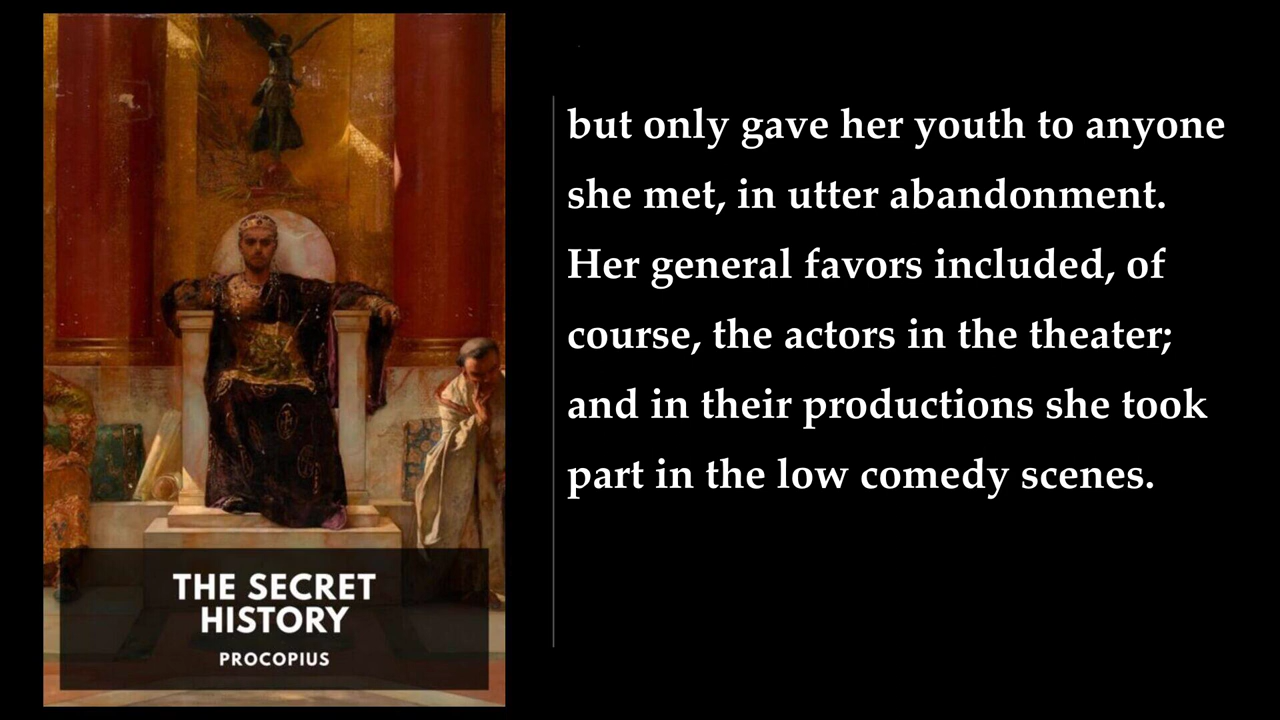 THE SECRET
HISTORY
PROCOPIUS
but only gave her youth to anyone
she met, in utter abandonment.
Her general favors included, of
course, the actors in the theater;
and in their productions she took
part in the low comedy scenes.